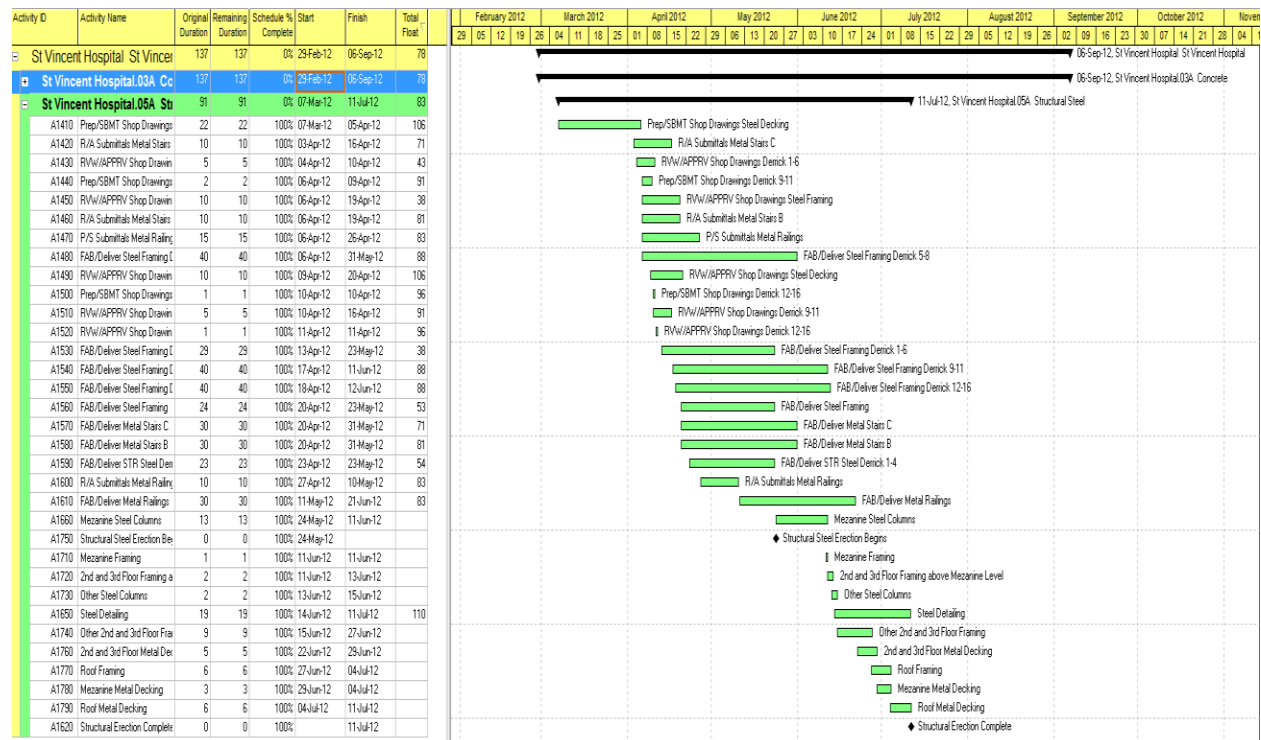 Activity ID Activity Name Original Duration Remaining Duration Schedule % Complete Start Finish Total Float February 2012 March 2012 April 2012 May 2012 June 2012 July 2012 August 2012 September 2012 October 2012 Noven
29 05 12 19 26 04 11 18 25 01 08 15 22 29 06 13 20 27 03 10 17 24 01 08 15 22 29 05 12 19 26 02 09 16 23 30 07 14 21 28 04 1
St Vincent Hospital St Vincer 137 137 0% 29-Feb-12 06-Sep-12 78 06-Sep-12, St Vincent Hospital St Vincent Hospital
St Vincent Hospital.03A Cc 137 137 0% 29-Feb-12 06-Sep-12 78 06-Sep-12, St Vincent Hospital.03A Concrete
St Vincent Hospital.05A Stı 91 91 0% 07-Mar-12 11-Jul-12 83 11-Jul-12, St Vincent Hospital.05A Structural Steel
A1410 Prep/SBMT Shop Drawings 22 22 100% 07-Mar-12 05-Apr-12 106 Prep/SBMT Shop Drawings Steel Decking
A1420 R/A Submittals Metal Stairs 10 10 100% 03-Apr-12 16-Apr-12 71 R/A Submittals Metal Stairs C
A1430 RVW/APPRV Shop Drawin 5 5 100% 04-Apr-12 10-Apr-12 43 RVW/APPRV Shop Drawings Derrick 1-6
A1440 Prep/SBMT Shop Drawings 2 2 100% 06-Apr-12 09-Apr-12 91 Prep/SBMT Shop Drawings Derrick 9-11
A1450 RVW/APPRV Shop Drawin 10 10 100% 06-Apr-12 19-Apr-12 38 RVW/APPRV Shop Drawings Steel Framing
A1460 R/A Submittals Metal Stairs 10 10 100% 06-Apr-12 19-Apr-12 81 R/A Submittals Metal Stairs B
A1470 P/S Submittals Metal Railing 15 15 100% 06-Apr-12 26-Apr-12 83 P/S Submittals Metal Railings
A1480 FAB/Deliver Steel Framing D 40 40 100% 06-Apr-12 31-May-12 88 FAB/Deliver Steel Framing Derrick 5-8
A1490 RVW/APPRV Shop Drawin 10 10 100% 09-Apr-12 20-Apr-12 106 RVW/APPRV Shop Drawings Steel Decking
A1500 Prep/SBMT Shop Drawings 1 1 100% 10-Apr-12 10-Apr-12 96 Prep/SBMT Shop Drawings Derrick 12-16
A1510 RVW/APPRV Shop Drawin 5 5 100% 10-Apr-12 16-Apr-12 91 RVW/APPRV Shop Drawings Derrick 9-11
A1520 RVW/APPRV Shop Drawin 1 1 100% 11-Apr-12 11-Apr-12 96 RVW/APPRV Shop Drawings Derrick 12-16
A1530 FAB/Deliver Steel Framing D 29 29 100% 13-Apr-12 23-May-12 38 FAB/Deliver Steel Framing Derrick 1-6
A1540 FAB/Deliver Steel Framing D 40 40 100% 17-Apr-12 11-Jun-12 88 FAB/Deliver Steel Framing Derrick 9-11
A1550 FAB/Deliver Steel Framing D 40 40 100% 18-Apr-12 12-Jun-12 88 FAB/Deliver Steel Framing Derrick 12-16
A1560 FAB/Deliver Steel Framing 24 24 100% 20-Apr-12 23-May-12 53 FAB/Deliver Steel Framing
A1570 FAB/Deliver Metal Stairs C 30 30 100% 20-Apr-12 31-May-12 71 FAB/Deliver Metal Stairs C
A1580 FAB/Deliver Metal Stairs B 30 30 100% 20-Apr-12 31-May-12 81 FAB/Deliver Metal Stairs B
A1590 FAB/Deliver STR Steel Derr 23 23 100% 23-Apr-12 23-May-12 54 FAB/Deliver STR Steel Derrick 1-4
A1600 R/A Submittals Metal Railing 10 10 100% 27-Apr-12 10-May-12 83 R/A Submittals Metal Railings
A1610 FAB/Deliver Metal Railings 30 30 100% 11-May-12 21-Jun-12 83 FAB/Deliver Metal Railings
A1660 Mezanine Steel Columns 13 13 100% 24-May-12 11-Jun-12 Mezanine Steel Columns
A1750 Structural Steel Erection Be 0 0 100% 24-May-12 Structural Steel Erection Begins
A1710 Mezanine Framing 1 1 100% 11-Jun-12 11-Jun-12 Mezanine Framing
A1720 2nd and 3rd Floor Framing a 2 2 100% 11-Jun-12 13-Jun-12 2nd and 3rd Floor Framing above Mezanine Level
A1730 Other Steel Columns 2 2 100% 13-Jun-12 15-Jun-12 Other Steel Columns
A1650 Steel Detailing 19 19 100% 14-Jun-12 11-Jul-12 110 Steel Detailing
A1740 Other 2nd and 3rd Floor Frar 9 9 100% 15-Jun-12 27-Jun-12 Other 2nd and 3rd Floor Framing
A1760 2nd and 3rd Floor Metal Dec 5 5 100% 22-Jun-12 29-Jun-12 2nd and 3rd Floor Metal Decking
A1770 Roof Framing 6 6 100% 27-Jun-12 04-Jul-12 Roof Framing
A1780 Mezanine Metal Decking 3 3 100% 29-Jun-12 04-Jul-12 Mezanine Metal Decking
A1790 Roof Metal Decking 6 6 100% 04-Jul-12 11-Jul-12 Roof Metal Decking
A1620 Structural Erection Complete 0 0 100% 11-Jul-12 Structural Erection Complete